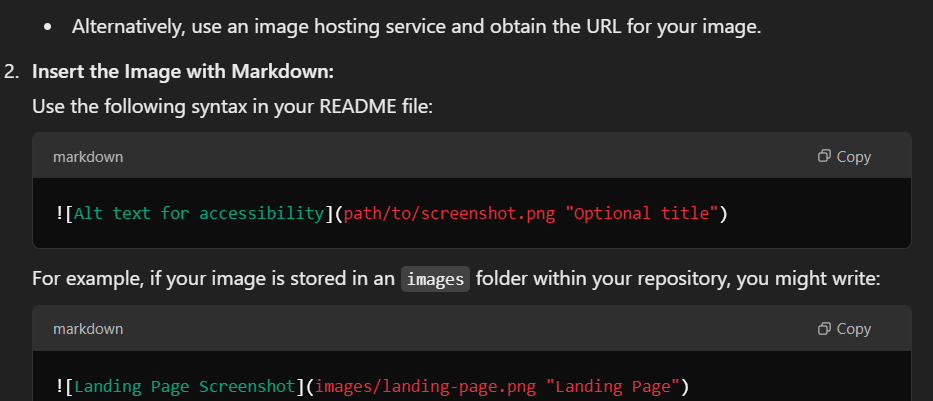 • Alternatively, use an image hosting service and obtain the URL for your image.
2. Insert the Image with Markdown:
Use the following syntax in your README file:
markdown Copy
![Alt text for accessibility](path/to/screenshot.png "Optional title")
For example, if your image is stored in an images folder within your repository, you might write:
markdown Copy
![Landing Page Screenshot](images/landing-page.png "Landing Page")